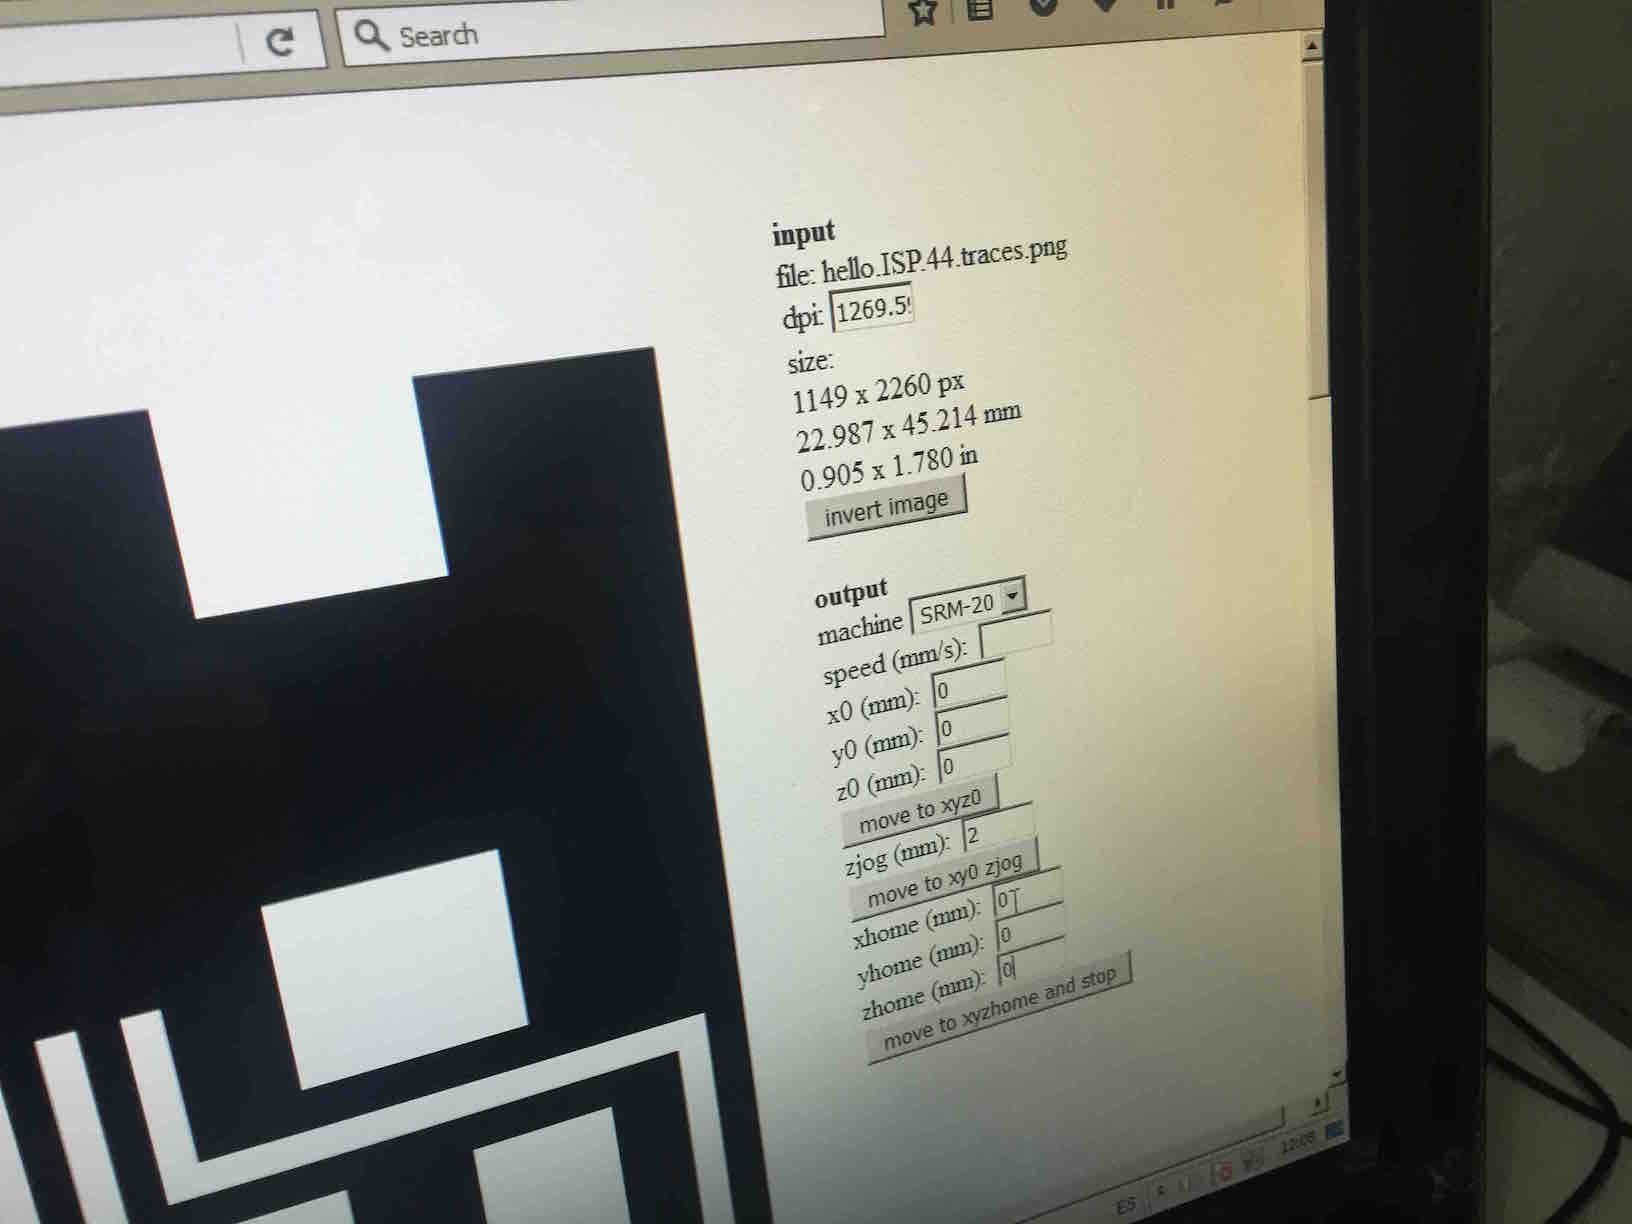 Search
input
file: hello.ISP.44.traces.png
dpi: 1269.5
size:
1149 x 2260 px
22.987 x 45.214 mm
0.905 x 1.780 in
invert image
output
machine SRM-20
speed (mm/s):
x0 (mm): 0
y0 (mm): 0
z0 (mm): 0
move to xyz0
zjog (mm): 2
move to xy0 zjog
xhome (mm): 0
yhome (mm): 0
zhome (mm): 0
move to xyzhome and stop
ES 12:08